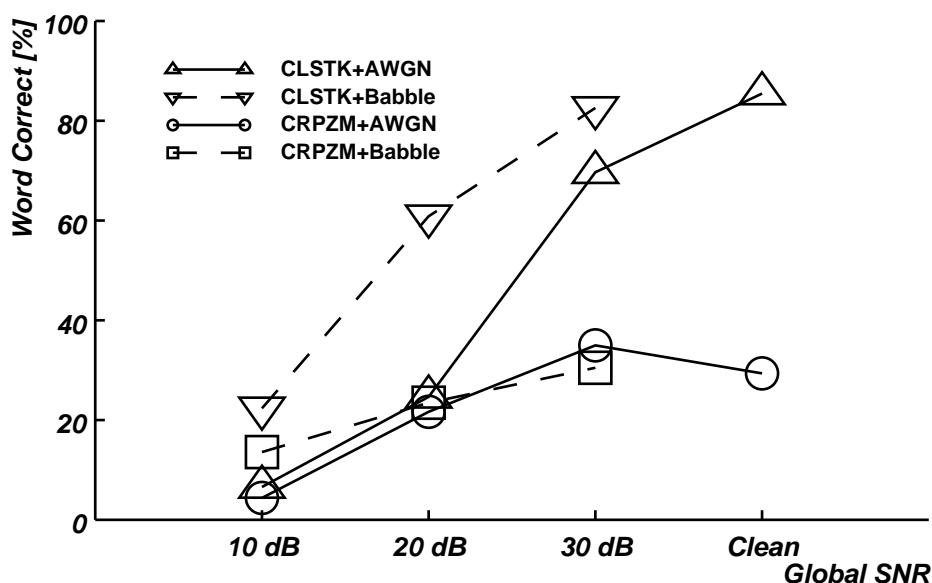 Word Correct [%]
100
80
60
40
20
0
CLSTK+AWGN
CLSTK+Babble
CRPZM+AWGN
CRPZM+Babble
10 dB 20 dB 30 dB Clean
Global SNR